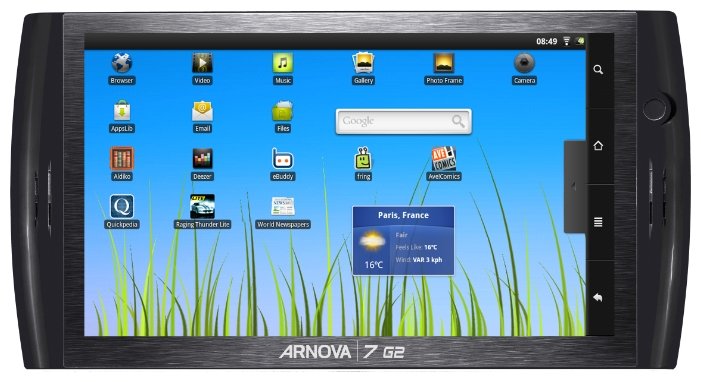 08:49
Browser
Video
Music
Gallery
Photo Frame
Camera
AppsLib
Email
Files
Google
Aldiko
Deezer
eBuddy
fring
AVE!
COMICS
AveComics
Q
Quickpedia
Raging Thunder Lite
World Newspapers
Paris, France
Fair
Feels Like: 16°C
Wind: VAR 3 kph
16°C
ARNOVA 7 G2